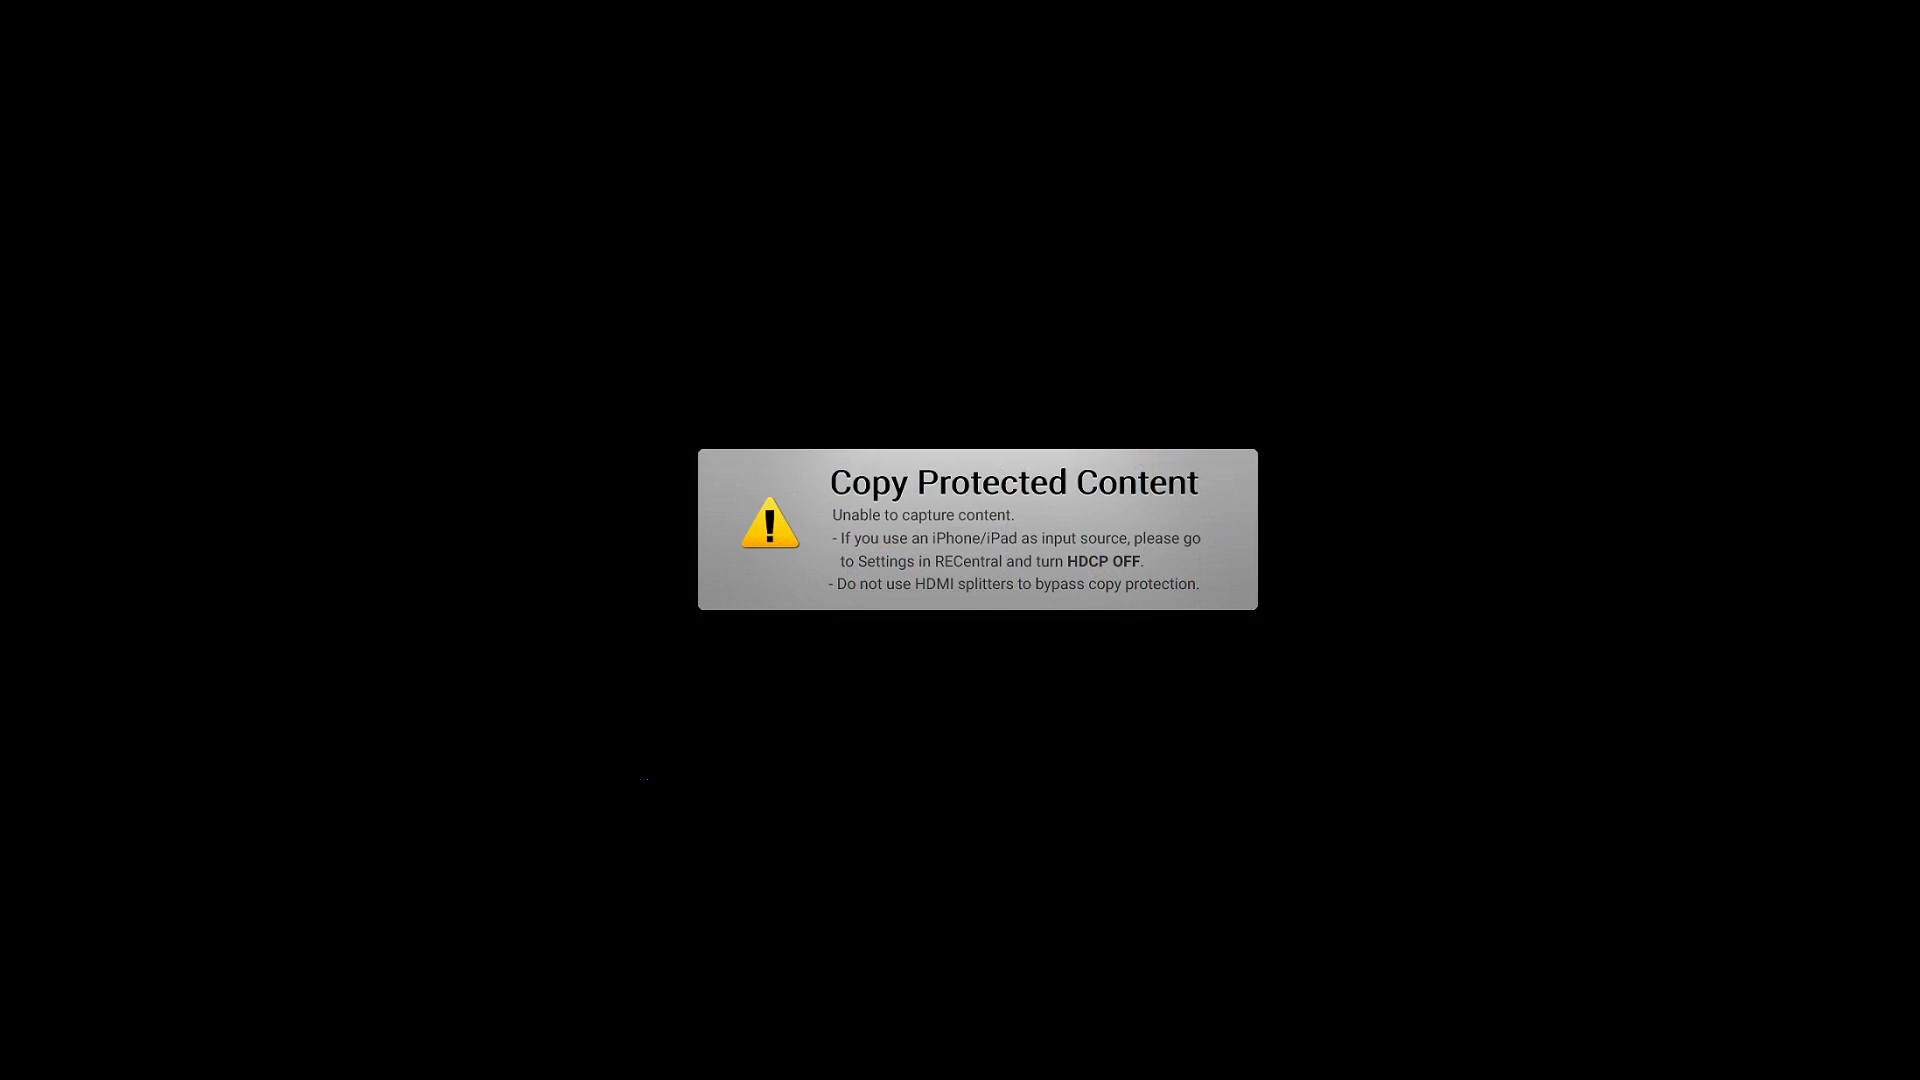 Copy Protected Content
Unable to capture content.
- If you use an iPhone/iPad as input source, please go
to Settings in RECentral and turn HDCP OFF.
- Do not use HDMI splitters to bypass copy protection.